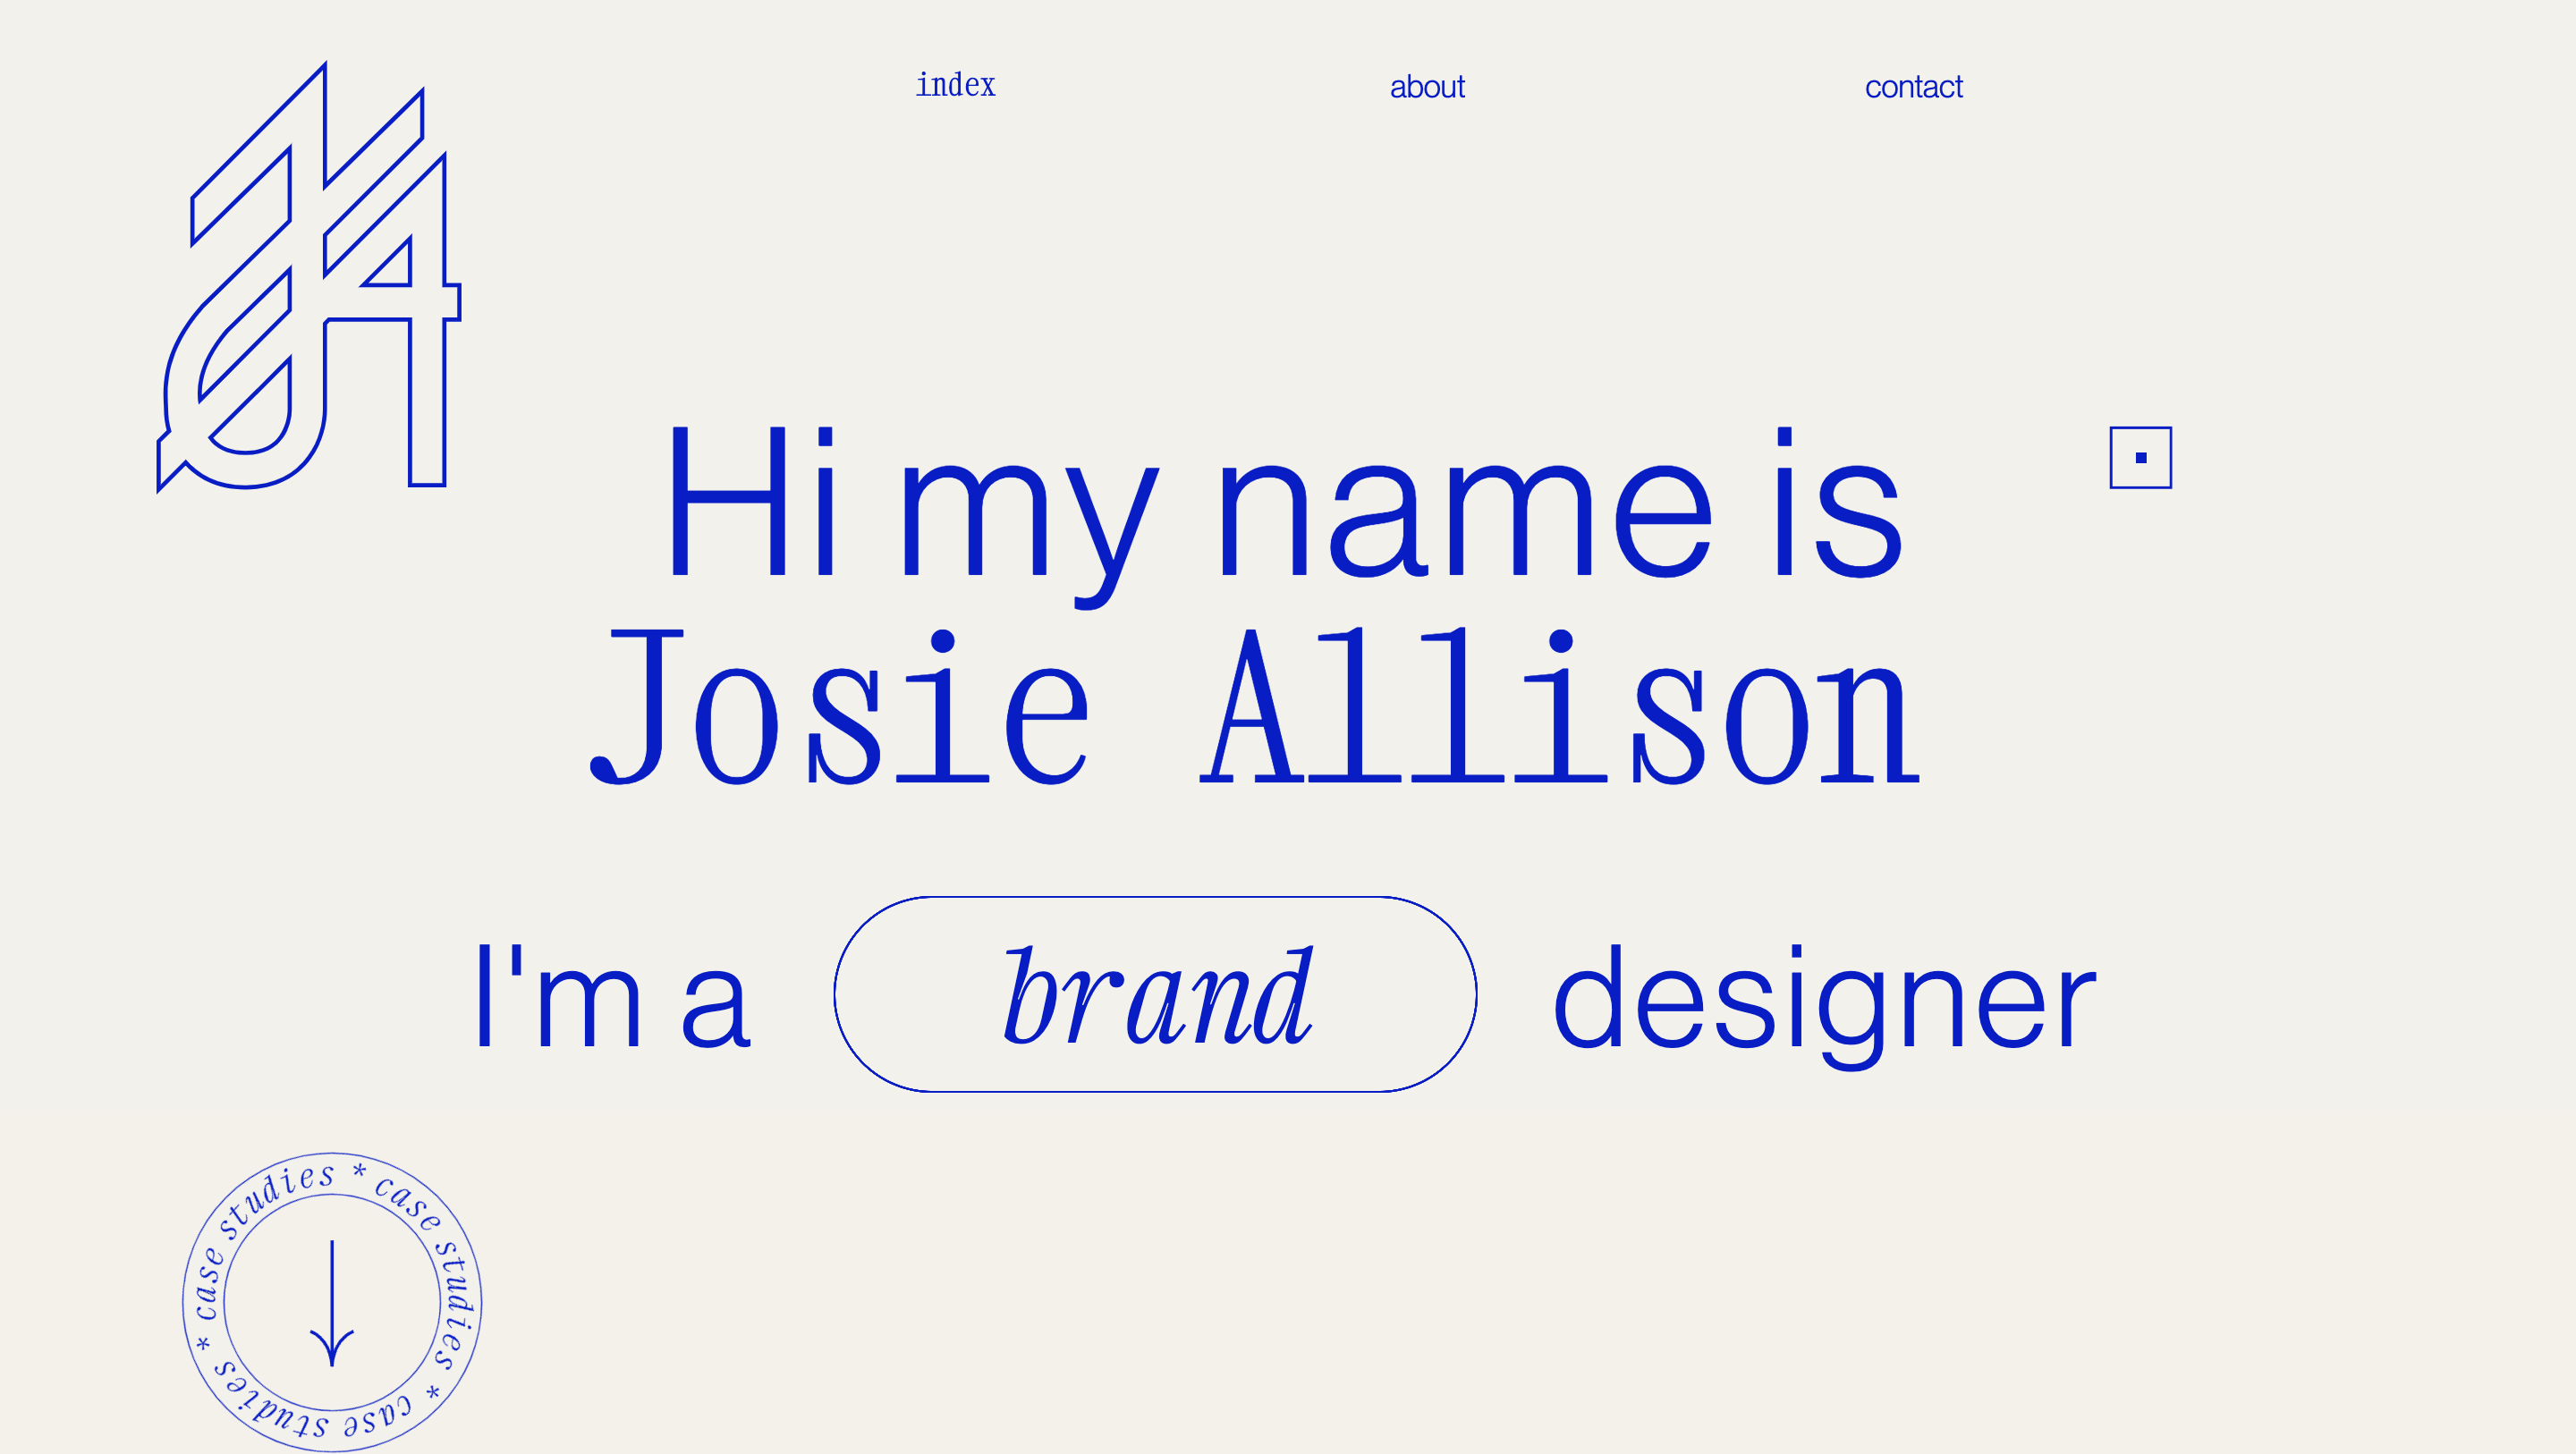 index
about
contact
Hi my name is
Josie Allison
I'm a brand designer
case studies * case studies * case studies *